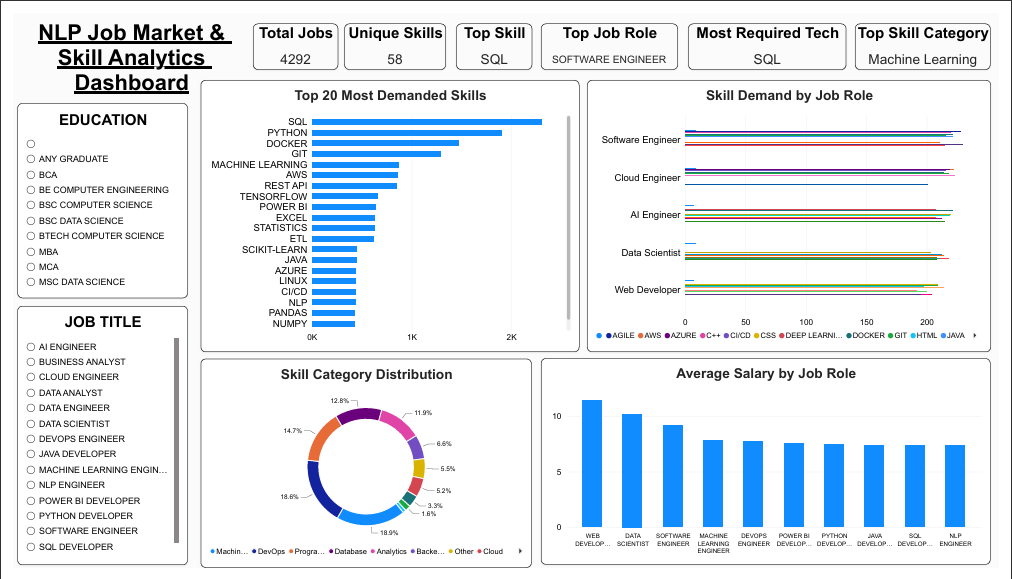 NLP Job Market &
Skill Analytics
Dashboard
Total Jobs
4292
Unique Skills
58
Top Skill
SQL
Top Job Role
SOFTWARE ENGINEER
Most Required Tech
SQL
Top Skill Category
Machine Learning
EDUCATION
ANY GRADUATE
BCA
BE COMPUTER ENGINEERING
BSC COMPUTER SCIENCE
BSC DATA SCIENCE
BTECH COMPUTER SCIENCE
MBA
MCA
MSC DATA SCIENCE
JOB TITLE
AI ENGINEER
BUSINESS ANALYST
CLOUD ENGINEER
DATA ANALYST
DATA ENGINEER
DATA SCIENTIST
DEVOPS ENGINEER
JAVA DEVELOPER
MACHINE LEARNING ENGIN...
NLP ENGINEER
POWER BI DEVELOPER
PYTHON DEVELOPER
SOFTWARE ENGINEER
SQL DEVELOPER
Top 20 Most Demanded Skills
SQL
PYTHON
DOCKER
GIT
MACHINE LEARNING
AWS
REST API
TENSORFLOW
POWER BI
EXCEL
STATISTICS
ETL
SCIKIT-LEARN
JAVA
AZURE
LINUX
CI/CD
NLP
PANDAS
NUMPY
0K 1K 2K
Skill Demand by Job Role
Software Engineer
Cloud Engineer
AI Engineer
Data Scientist
Web Developer
0 50 100 150 200
AGILE AWS AZURE C++ CI/CD CSS DEEP LEARNI... DOCKER GIT HTML JAVA
Skill Category Distribution
12.8%
11.9%
14.7%
6.6%
5.5%
5.2%
18.6%
3.3%
1.6%
18.9%
Machin... DevOps Progra... Database Analytics Backe... Other Cloud
Average Salary by Job Role
10
5
0
WEB DEVELOP...
DATA SCIENTIST
SOFTWARE ENGINEER
MACHINE LEARNING ENGINEER
DEVOPS ENGINEER
POWER BI DEVELOP...
PYTHON DEVELOP...
JAVA DEVELOP...
SQL DEVELOP...
NLP ENGINEER